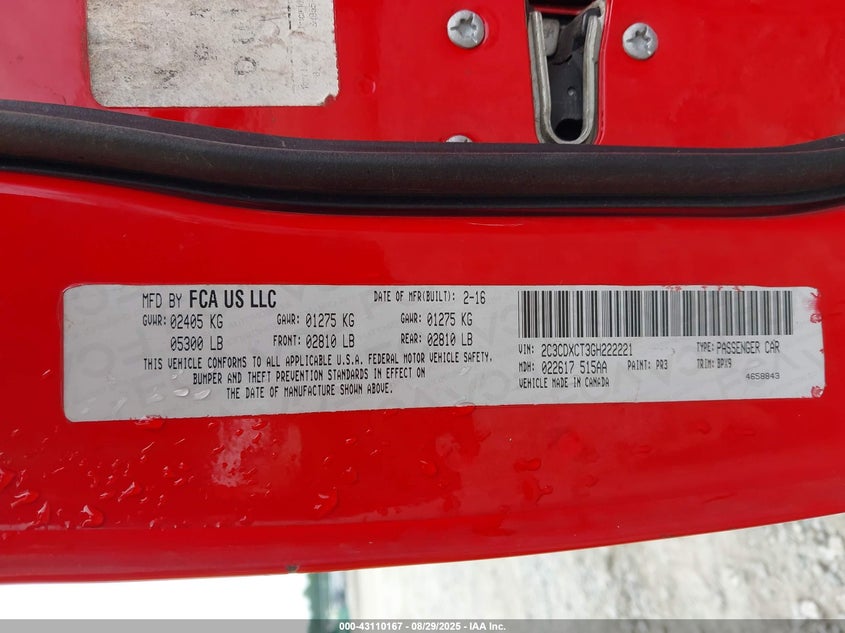 MFD BY FCA US LLC
DATE OF MFR(BUILT): 2-16
GVWR: 02405 KG GAWR: 01275 KG GAWR: 01275 KG
05300 LB FRONT: 02810 LB REAR: 02810 LB
THIS VEHICLE CONFORMS TO ALL APPLICABLE U.S.A. FEDERAL MOTOR VEHICLE SAFETY,
BUMPER AND THEFT PREVENTION STANDARDS IN EFFECT ON
THE DATE OF MANUFACTURE SHOWN ABOVE.
VIN: 2C3CDXCT3GH222221 TYPE: PASSENGER CAR
MDH: 022617 515AA PAINT: PR3 TRIM: BPX9
VEHICLE MADE IN CANADA 4658843
000-43110167 | 08/29/2025 - IAA Inc.